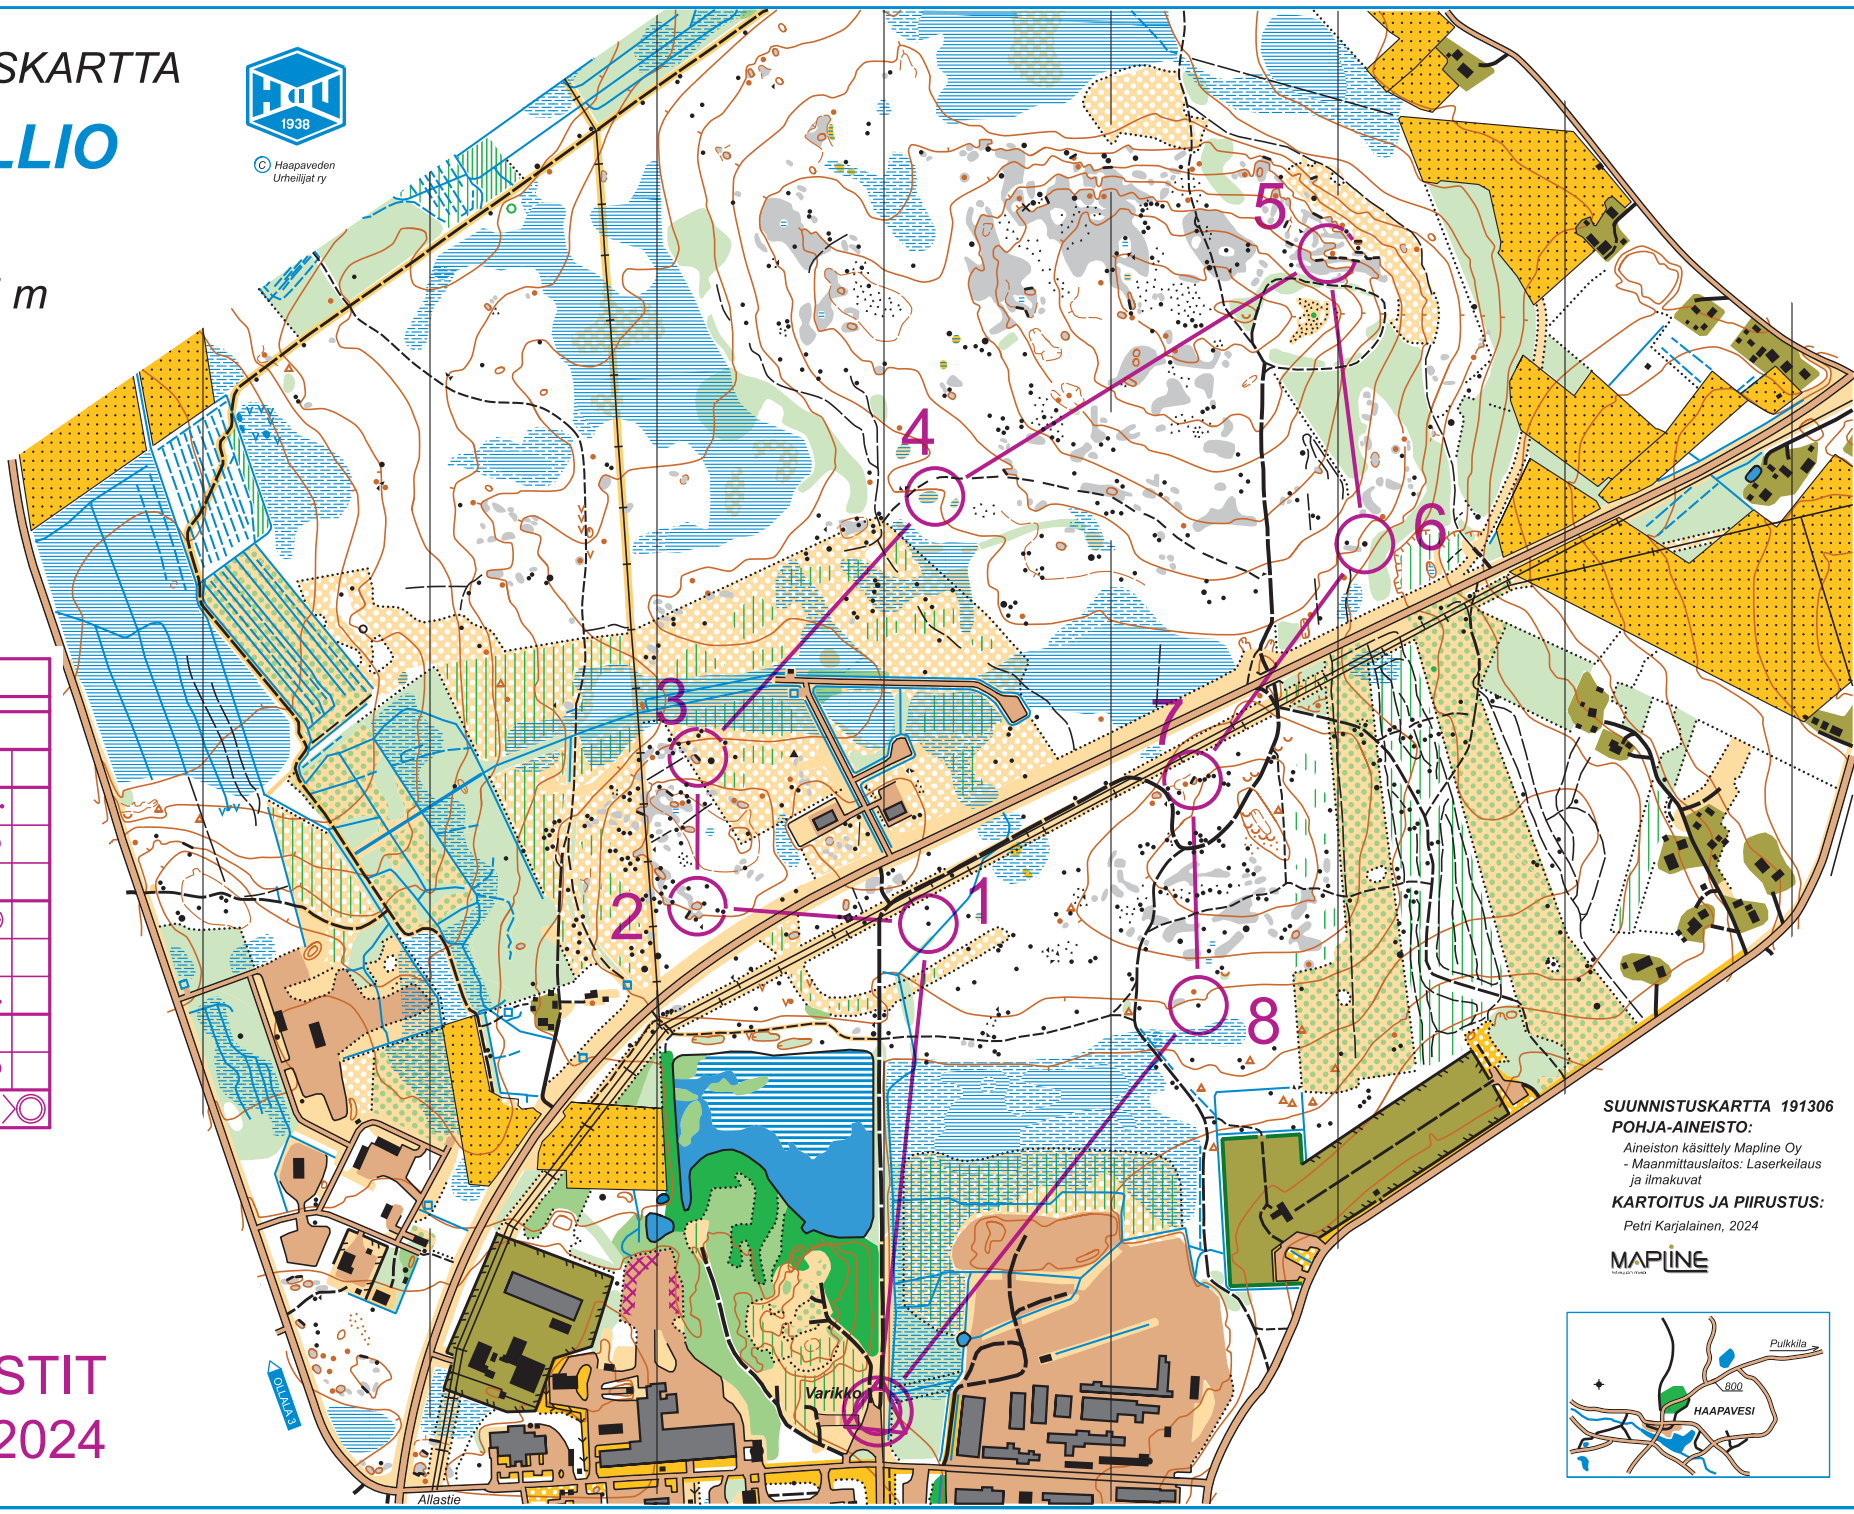 SKARTTA
LLIO
m
H U
1938
C Haapaveden
Urheilijat ry
5
4
6
3
7
2
1
8
SUUNNISTUSKARTTA 191306
POHJA-AINEISTO:
Aineiston käsittely Mapline Oy
- Maanmittauslaitos: Laserkeilaus
ja ilmakuvat
KARTOITUS JA PIIRUSTUS:
Petri Karjalainen, 2024
MAPLINE
Pulkkila
800
HAAPAVESI
STIT
2024
OLLALA 3
Varikko
Allastie